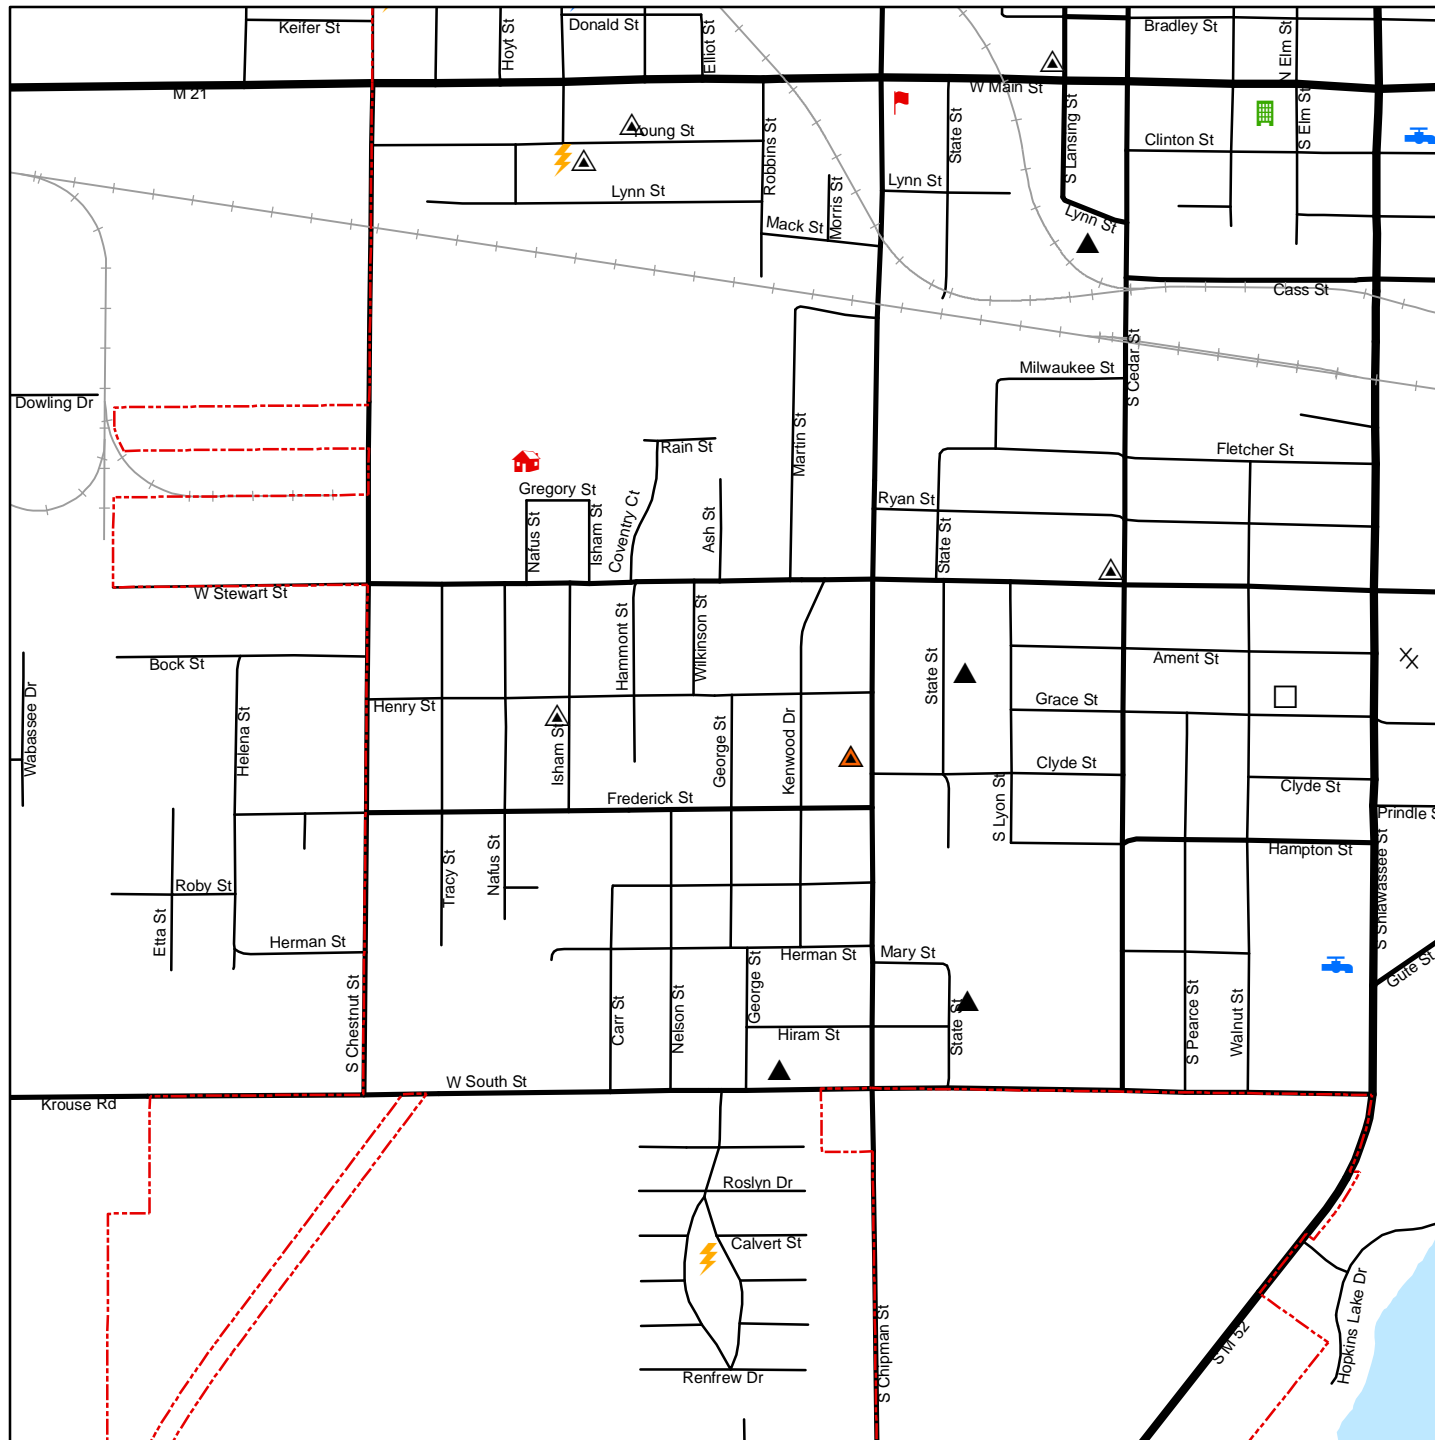 Keifer St
Hoyt St
Donald St
Elliot St
Bradley St
N Elm St
M 21
W Main St
Young St
Robbins St
State St
S Lansing St
Clinton St
S Elm St
Lynn St
Morris St
Lynn St
Mack St
Lynn St
Cass St
S Cedar St
Milwaukee St
Dowling Dr
Martin St
Rain St
Fletcher St
Gregory St
Ryan St
Nafus St
Isham St
Coventry Ct
Ash St
State St
W Stewart St
Hammont St
Wilkinson St
Bock St
State St
Ament St
Wabassee Dr
Helena St
Henry St
Isham St
George St
Kenwood Dr
Grace St
Clyde St
Clyde St
Frederick St
S Lyon St
Prindle S
Tracy St
Nafus St
Hampton St
S Shiawassee St
Roby St
Etta St
Herman St
Herman St
Mary St
Gute St
S Chestnut St
Carr St
Nelson St
George St
State St
S Pearce St
Walnut St
Hiram St
W South St
Krouse Rd
Roslyn Dr
Calvert St
S Chipman St
S M 52
Hopkins Lake Dr
Renfrew Dr